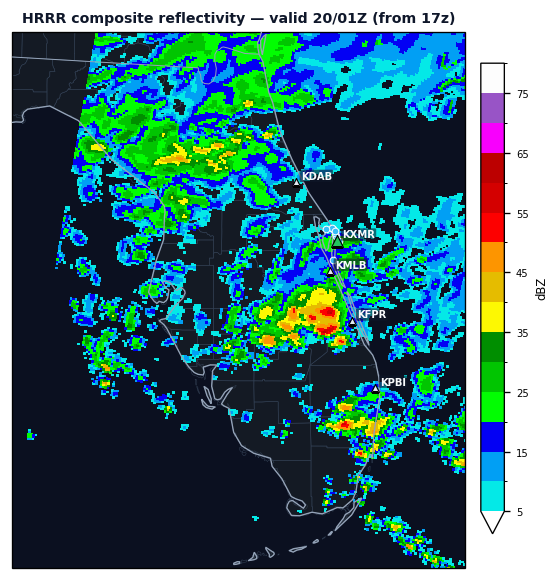 HRRR composite reflectivity — valid 20/01Z (from 17z)
KDAB
KXMR
KMLB
KFPR
KPBI
75
65
55
45
35
25
15
5
dBZ